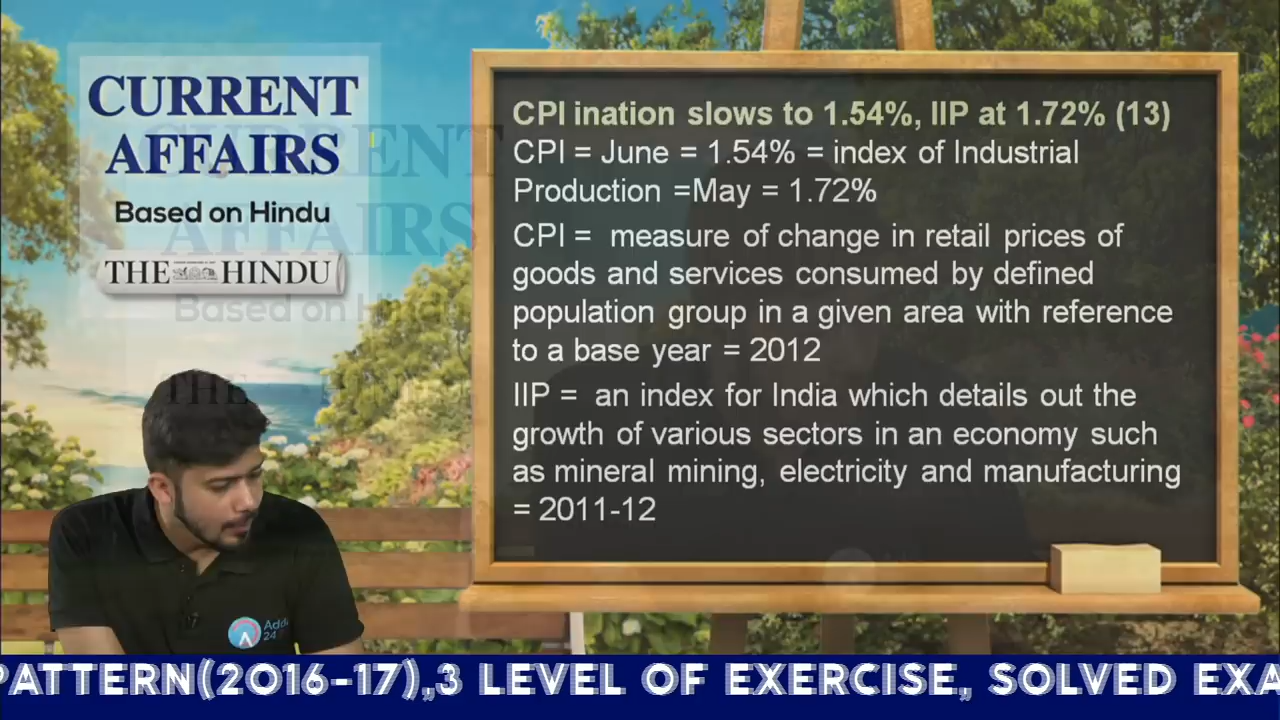 CURRENT
AFFAIRS
Based on Hindu
THE HINDU
CPI ination slows to 1.54%, IIP at 1.72% (13)
CPI = June = 1.54% = index of Industrial
Production =May = 1.72%
CPI = measure of change in retail prices of
goods and services consumed by defined
population group in a given area with reference
to a base year = 2012
IIP = an index for India which details out the
growth of various sectors in an economy such
as mineral mining, electricity and manufacturing
= 2011-12
Adda
24
PATTERN(2016-17),3 LEVEL OF EXERCISE, SOLVED EXA